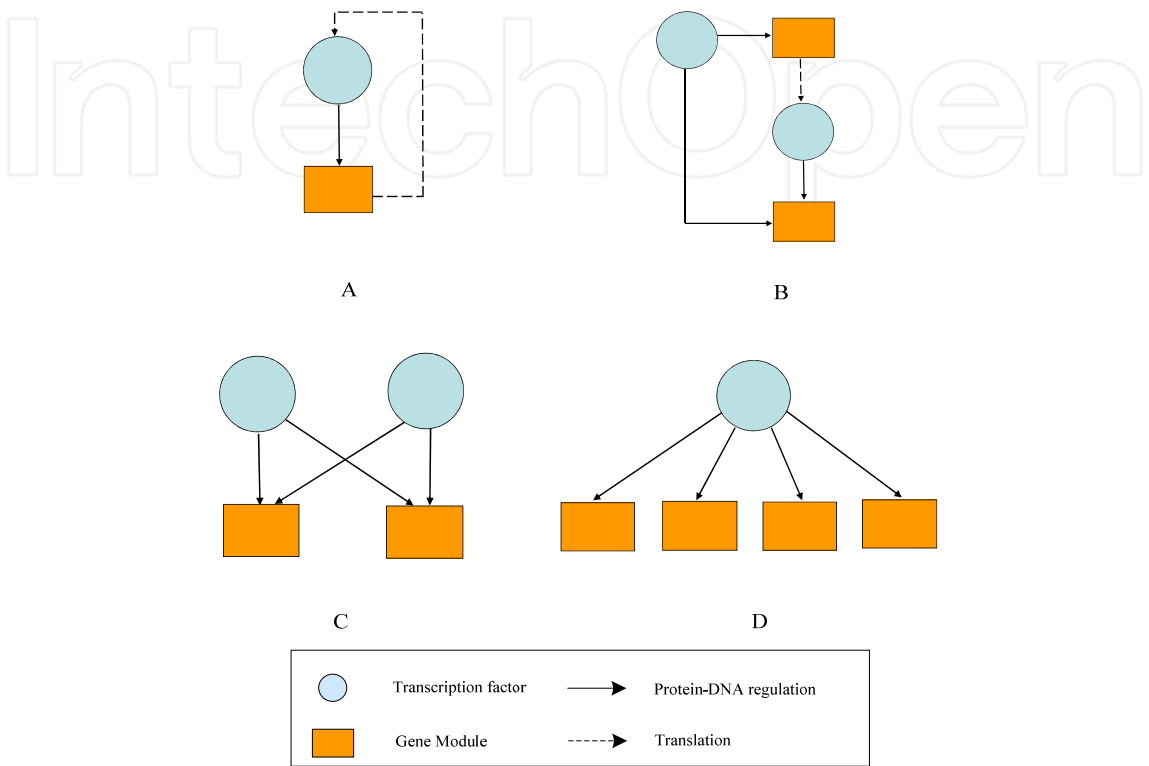 IntechOpen
A
B
C
D
Transcription factor
Protein-DNA regulation
Gene Module
Translation